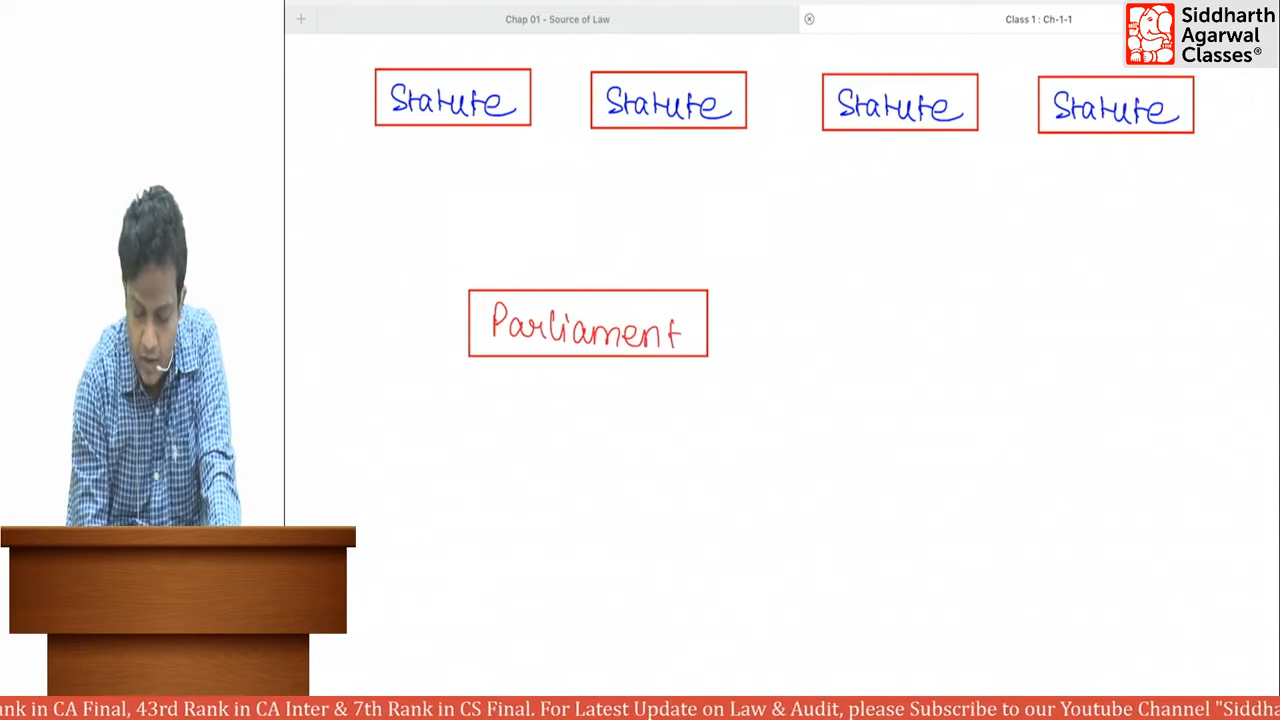 Chap 01 - Source of Law
Class 1 : Ch-1-1
Siddharth
Agarwal
Classes®
Statute Statute Statute Statute
Parliament
ank in CA Final, 43rd Rank in CA Inter & 7th Rank in CS Final. For Latest Update on Law & Audit, please Subscribe to our Youtube Channel "Siddha